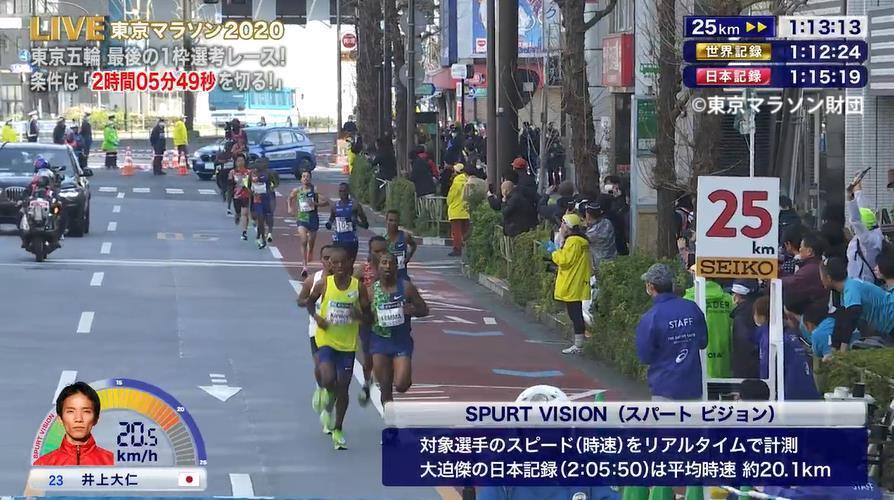 LIVE 東京マラソン2020
東京五輪 最後の1枠選考レース!
条件は「2時間05分49秒を切る!」
25km 1:13:13
世界記録 1:12:24
日本記録 1:15:19
©東京マラソン財団
25
km
SEIKO
STAFF
LEMMA
SPURT VISION
15
20
25
20.5
km/h
23 井上大仁
SPURT VISION (スパート ビジョン)
対象選手のスピード(時速)をリアルタイムで計測
大迫傑の日本記録(2:05:50)は平均時速 約20.1km